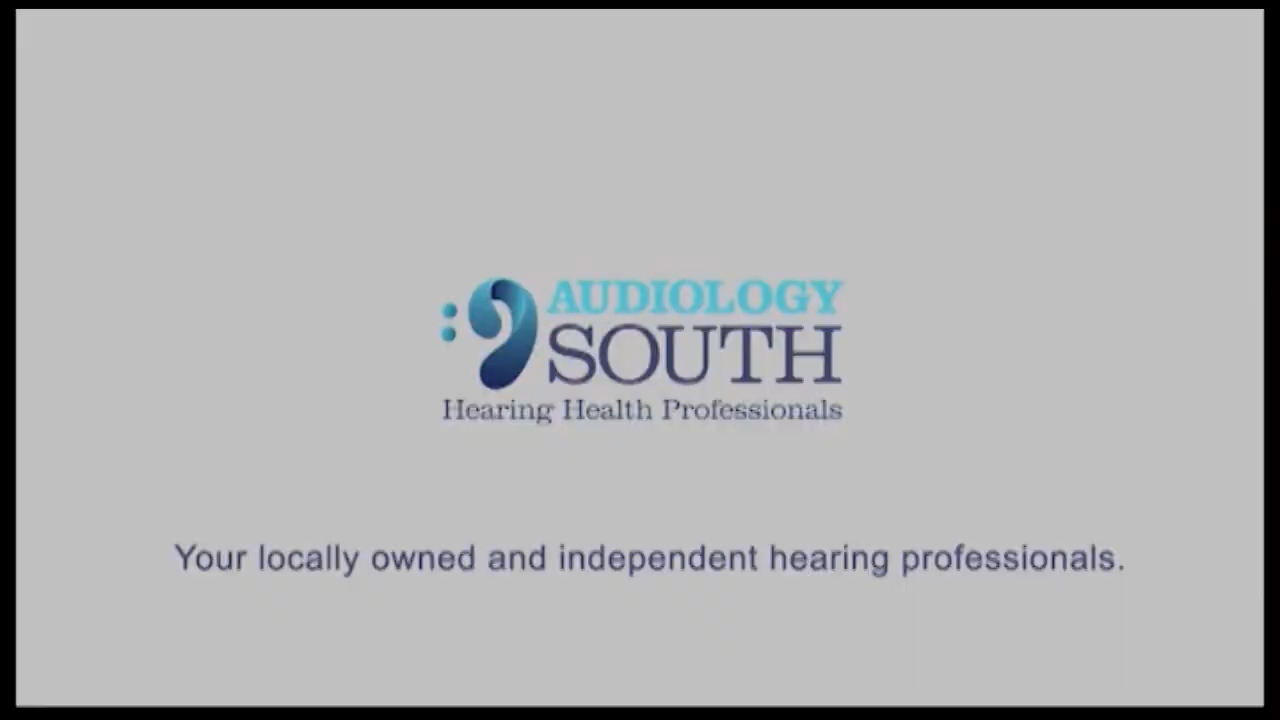 AUDIOLOGY
SOUTH
Hearing Health Professionals
Your locally owned and independent hearing professionals.